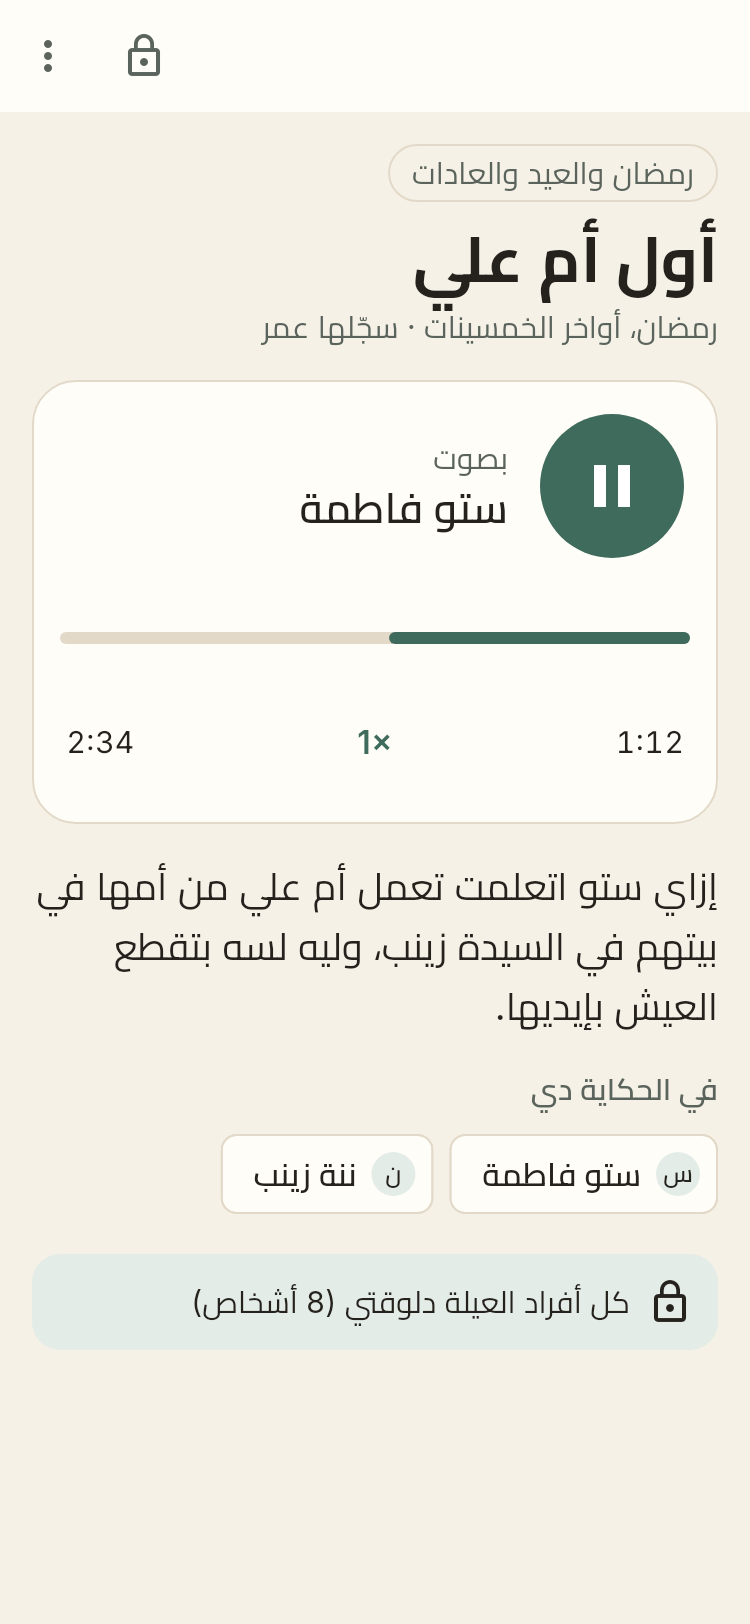 رمضان والعيد والعادات
أول أم علي
رمضان، أواخر الخمسينات · سجّلها عمر
بصوت
ستو فاطمة
1:12
1×
2:34
إزاي ستو اتعلمت تعمل أم علي من أمها في
بيتهم في السيدة زينب، وليه لسه بتقطع
العيش بإيديها.
في الحكاية دي
س ستو فاطمة
ن ننة زينب
كل أفراد العيلة دلوقتي (8 أشخاص)